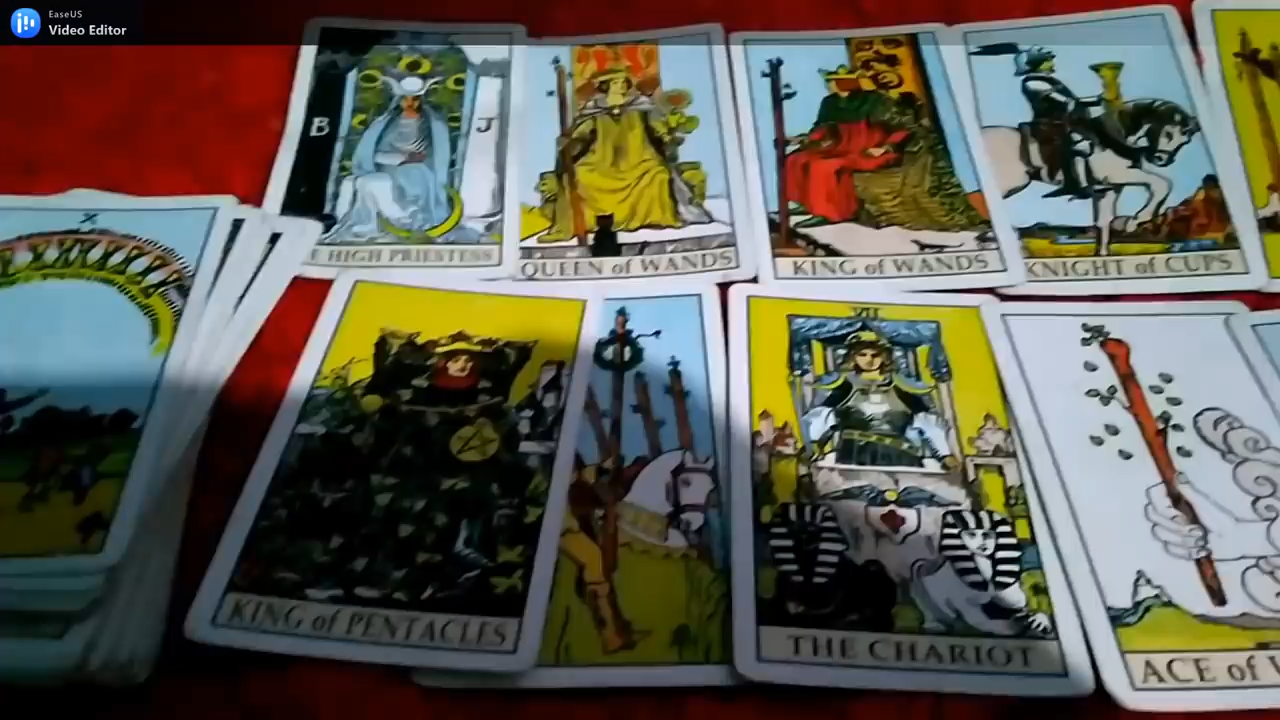 EaseUS
Video Editor
B
J
E HIGH PRIESTESS
QUEEN of WANDS
KING of WANDS
KNIGHT of CUPS
X
VII
KING of PENTACLES
THE CHARIOT
ACE of